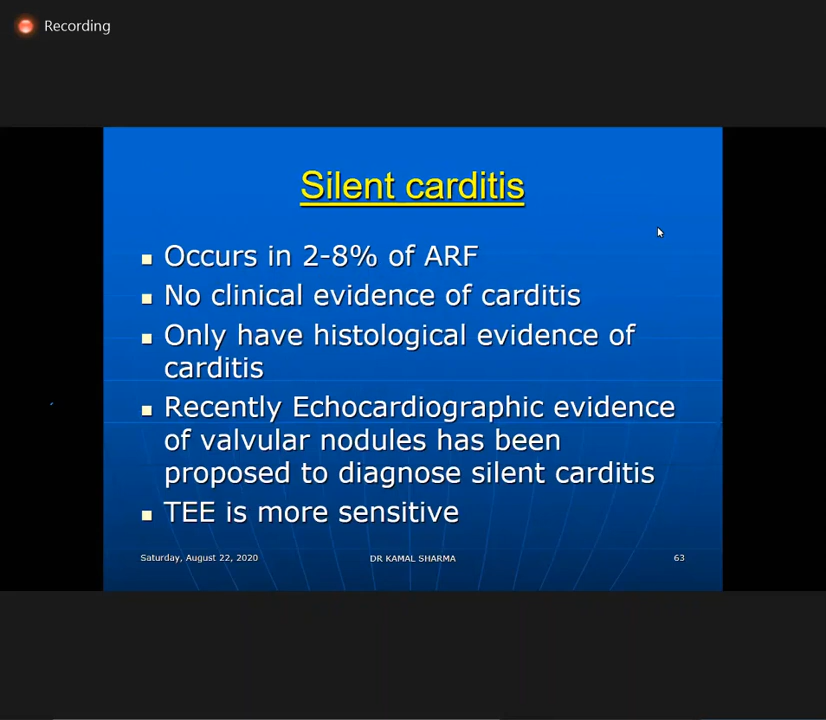 Recording
Silent carditis
Occurs in 2-8% of ARF
No clinical evidence of carditis
Only have histological evidence of
carditis
Recently Echocardiographic evidence
of valvular nodules has been
proposed to diagnose silent carditis
TEE is more sensitive
Saturday, August 22, 2020 DR KAMAL SHARMA 63